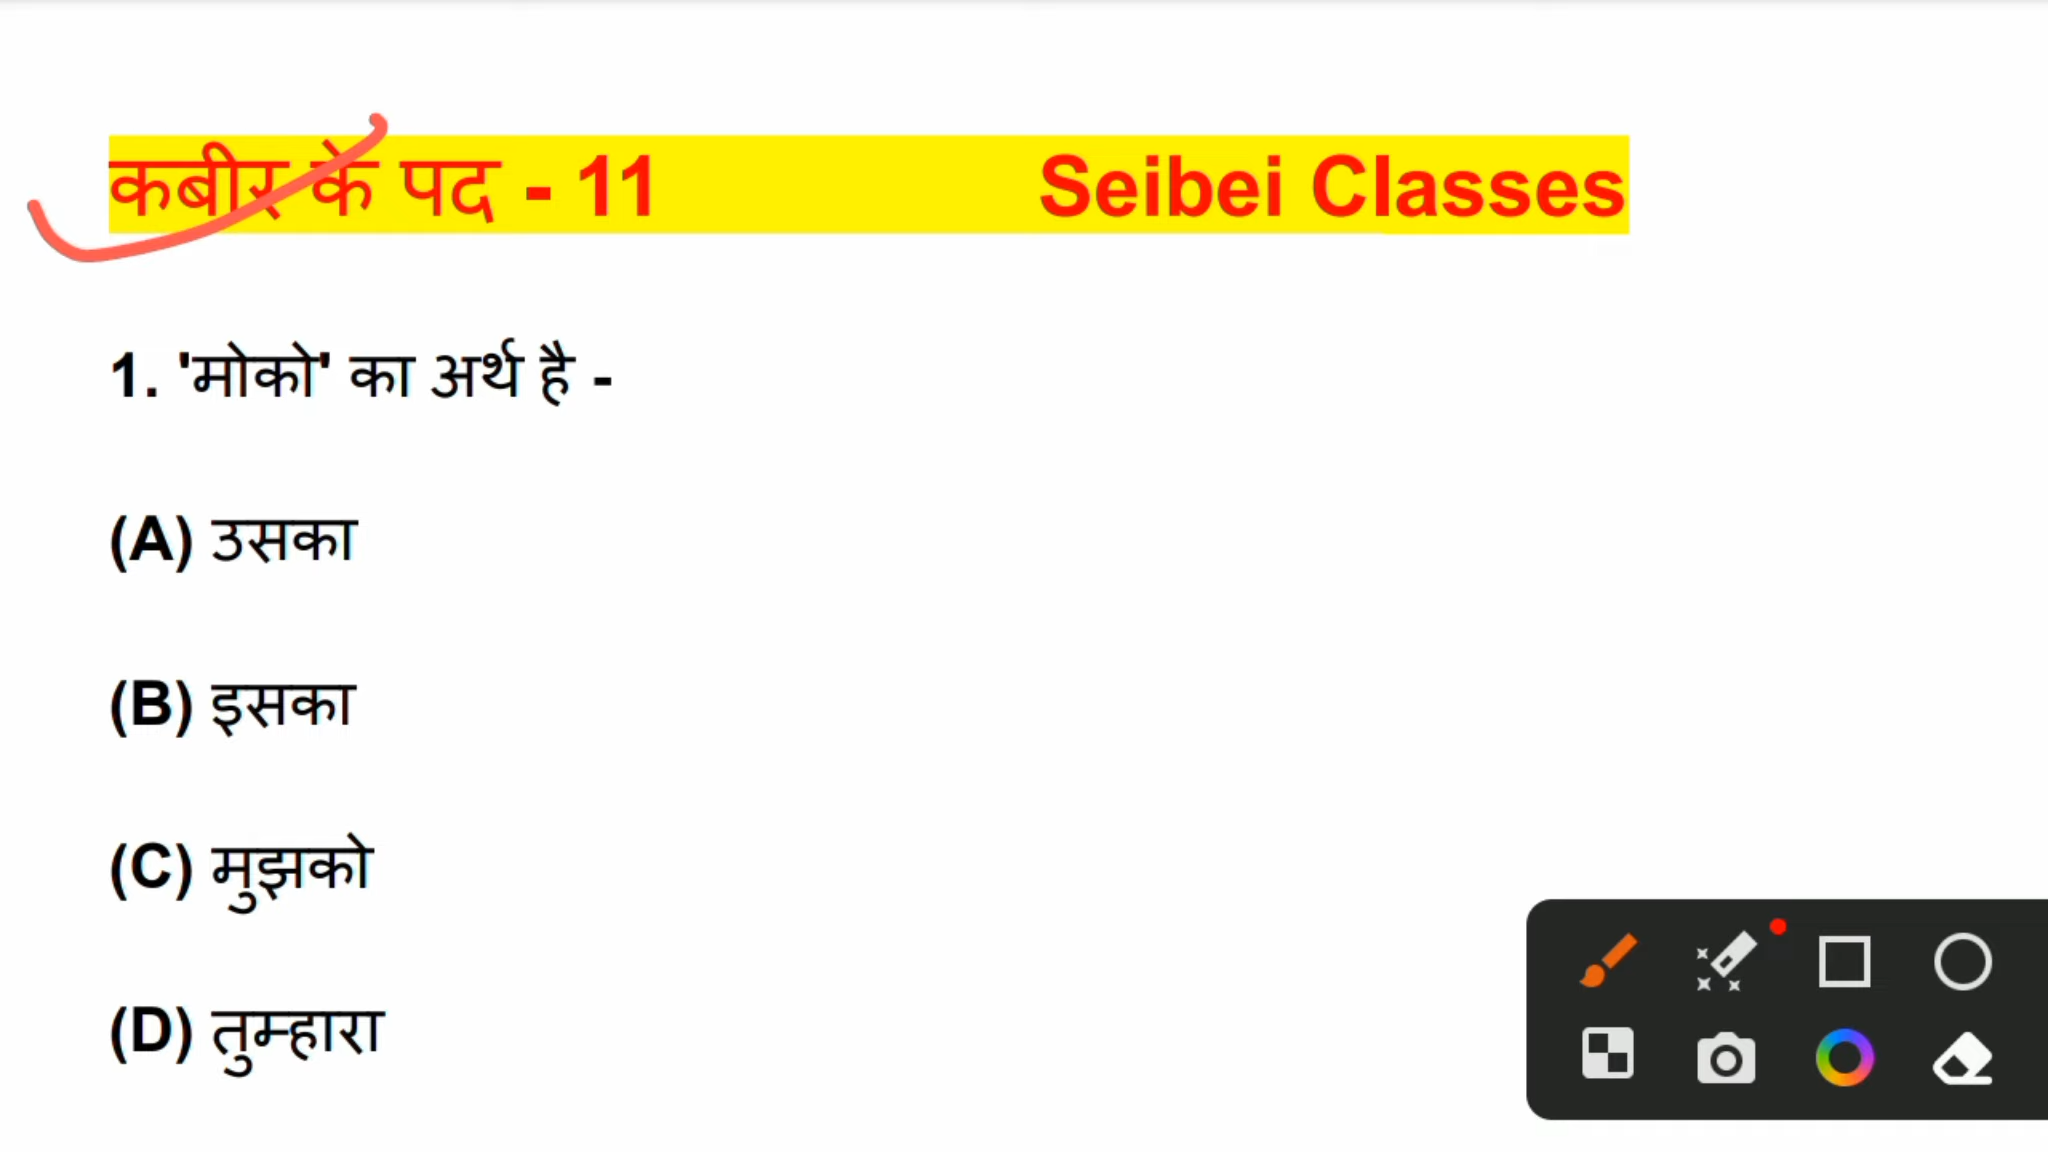 कबीर के पद - 11 Seibei Classes
1. 'मोको' का अर्थ है -
(A) उसका
(B) इसका
(C) मुझको
(D) तुम्हारा